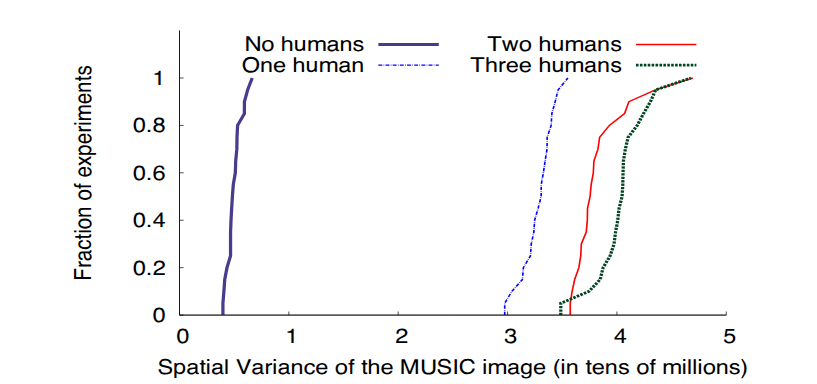 No humans
One human
Two humans
Three humans
Fraction of experiments
1
0.8
0.6
0.4
0.2
0
0 1 2 3 4 5
Spatial Variance of the MUSIC image (in tens of millions)